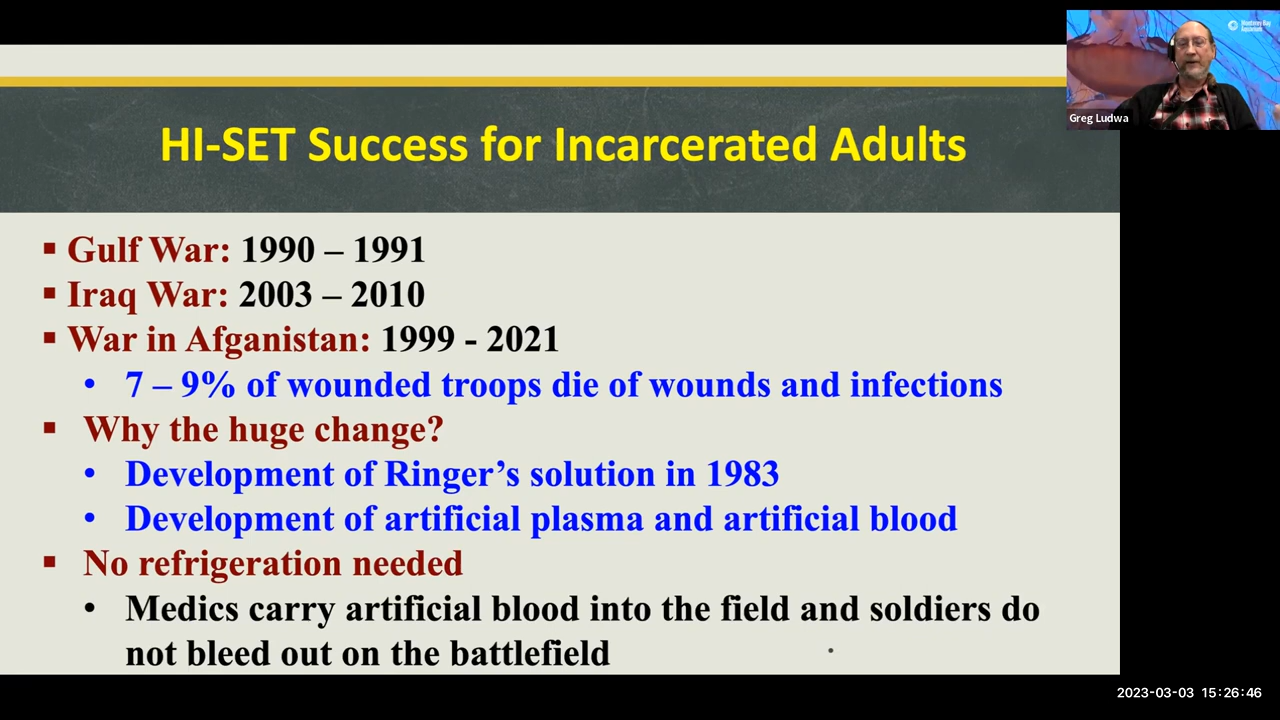 Monterey Bay
Aquarium
Greg Ludwa
HI-SET Success for Incarcerated Adults
▪ Gulf War: 1990 – 1991
▪ Iraq War: 2003 – 2010
▪ War in Afganistan: 1999 - 2021
• 7 – 9% of wounded troops die of wounds and infections
▪ Why the huge change?
• Development of Ringer’s solution in 1983
• Development of artificial plasma and artificial blood
▪ No refrigeration needed
• Medics carry artificial blood into the field and soldiers do
not bleed out on the battlefield
2023-03-03 15:26:46